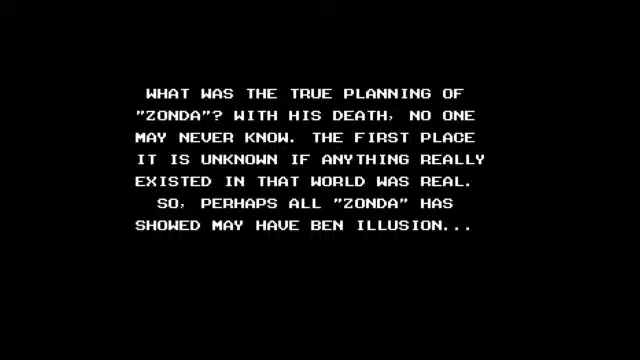 WHAT WAS THE TRUE PLANNING OF
"ZONDA"? WITH HIS DEATH, NO ONE
MAY NEVER KNOW. THE FIRST PLACE
IT IS UNKNOWN IF ANYTHING REALLY
EXISTED IN THAT WORLD WAS REAL.
SO, PERHAPS ALL "ZONDA" HAS
SHOWED MAY HAVE BEN ILLUSION...